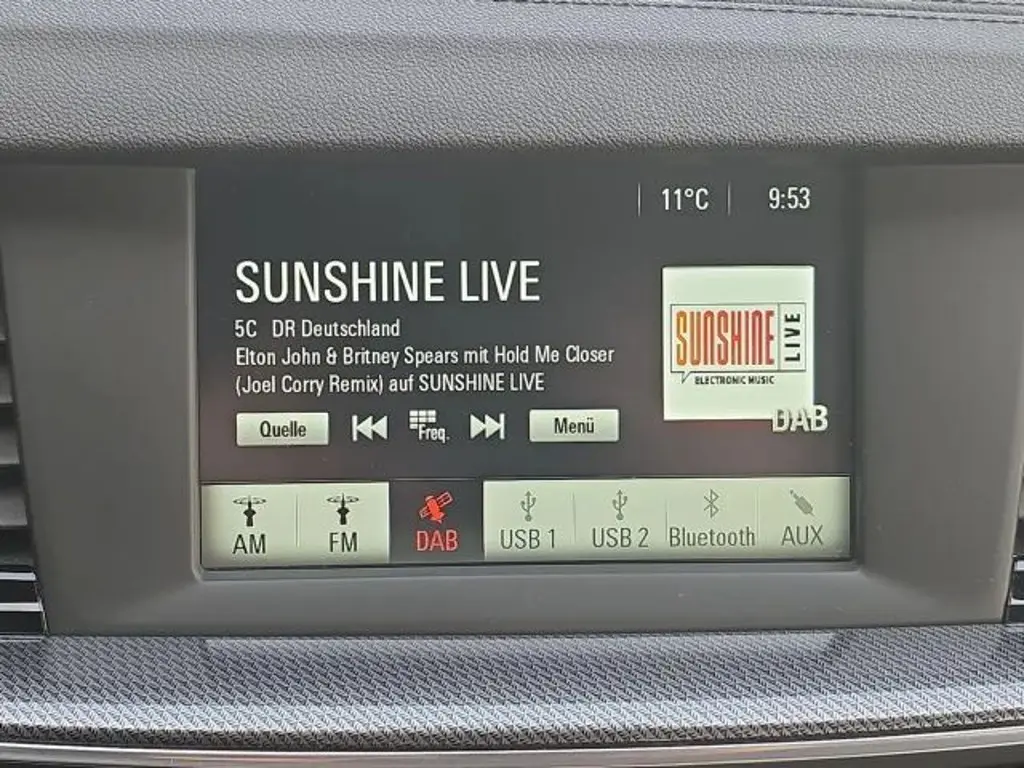 11°C 9:53
SUNSHINE LIVE
5C DR Deutschland
Elton John & Britney Spears mit Hold Me Closer
(Joel Corry Remix) auf SUNSHINE LIVE
SUNSHINE LIVE
ELECTRONIC MUSIC
DAB
Quelle Freq. Menü
AM FM DAB USB 1 USB 2 Bluetooth AUX